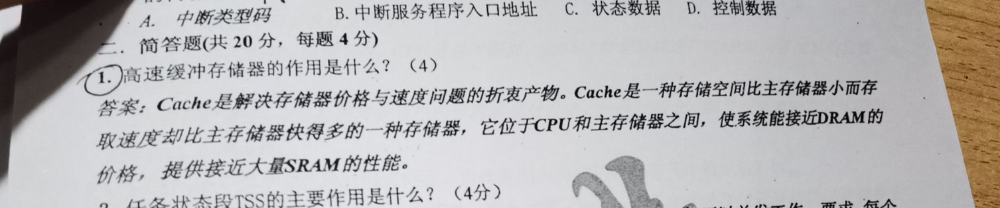 A. 中断类型码 B. 中断服务程序入口地址 C. 状态数据 D. 控制数据
二. 简答题(共 20 分，每题 4 分)
1. 高速缓冲存储器的作用是什么？（4）
答案：Cache是解决存储器价格与速度问题的折衷产物。Cache是一种存储空间比主存储器小而存
取速度却比主存储器快得多的一种存储器，它位于CPU和主存储器之间，使系统能接近DRAM的
价格，提供接近大量SRAM的性能。
2. 任务状态段TSS的主要作用是什么？（4分）
要求 每个